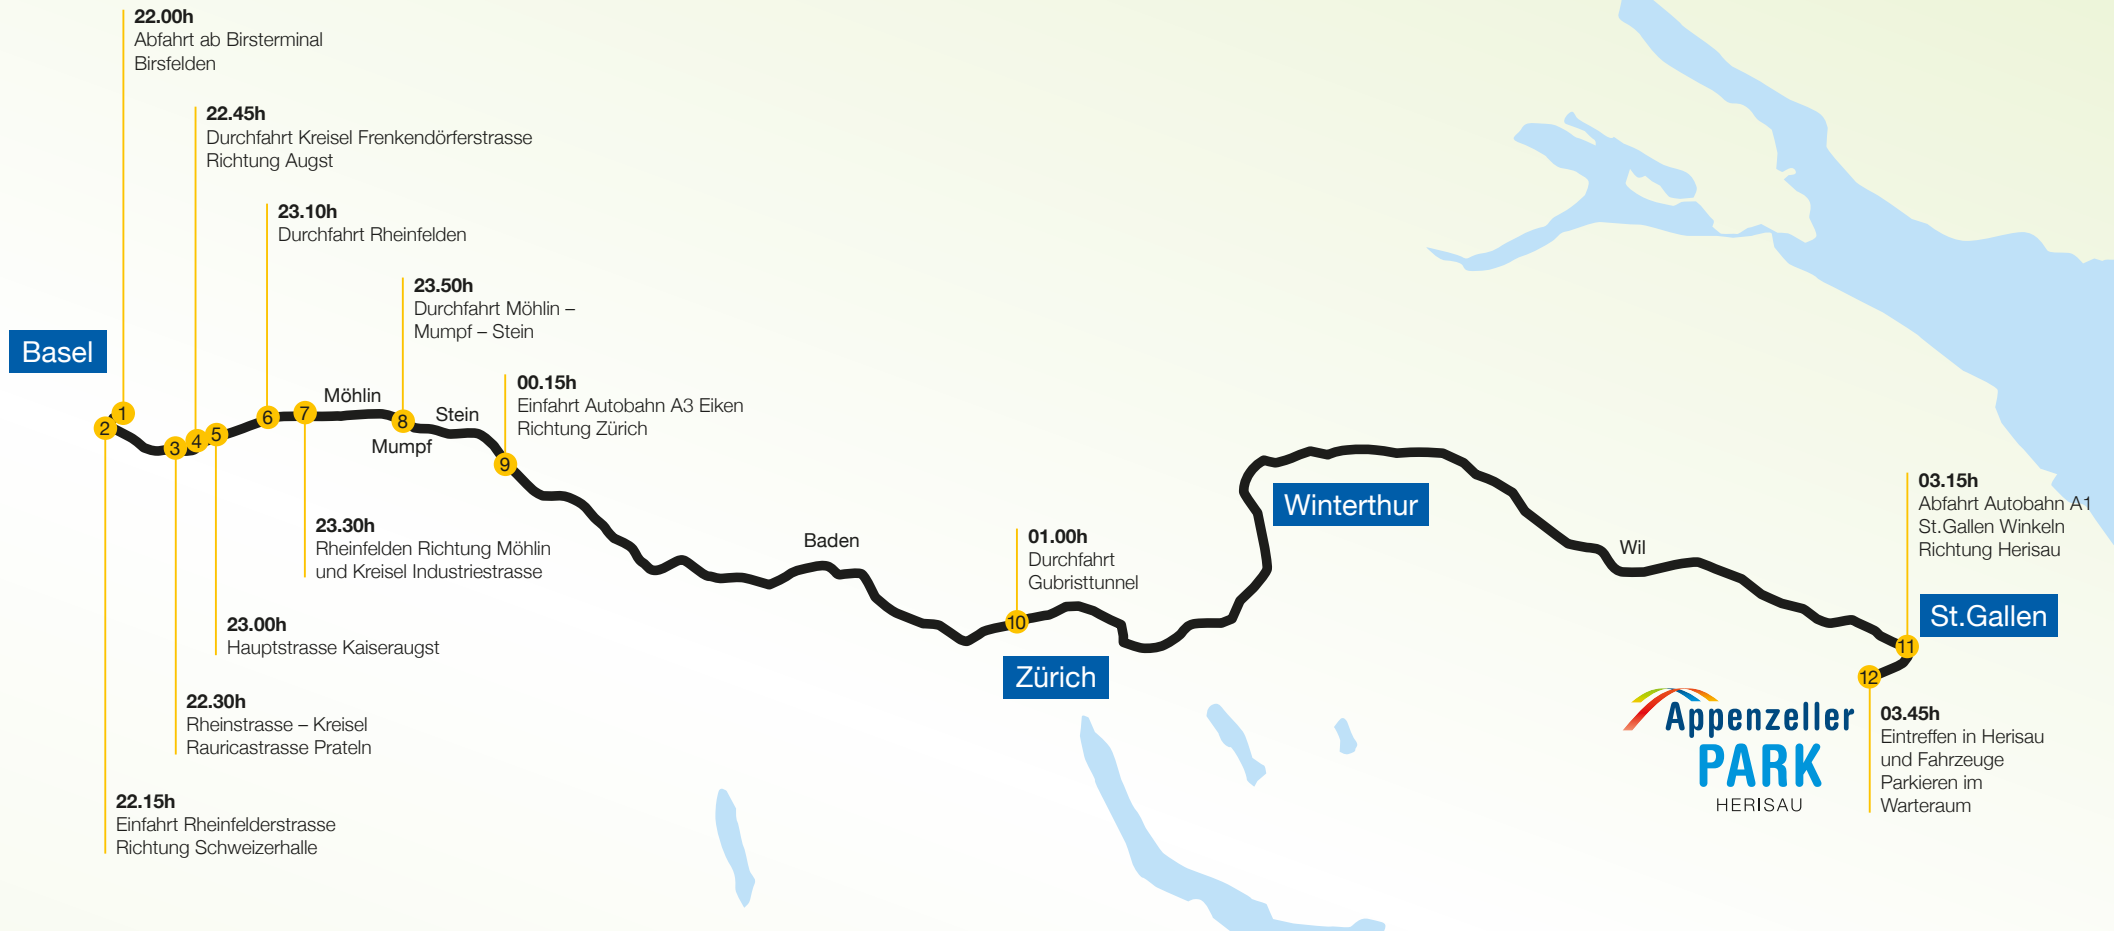 22.00h
Abfahrt ab Birsterminal
Birsfelden
22.45h
Durchfahrt Kreisel Frenkendörferstrasse
Richtung Augst
23.10h
Durchfahrt Rheinfelden
23.50h
Durchfahrt Möhlin –
Mumpf – Stein
Basel
00.15h
Einfahrt Autobahn A3 Eiken
Richtung Zürich
Möhlin
Stein
Mumpf
1
2
3
4
5
6
7
8
9
23.30h
Rheinfelden Richtung Möhlin
und Kreisel Industriestrasse
23.00h
Hauptstrasse Kaiseraugst
22.30h
Rheinstrasse – Kreisel
Rauricastrasse Prateln
22.15h
Einfahrt Rheinfelderstrasse
Richtung Schweizerhalle
Baden
01.00h
Durchfahrt
Gubristtunnel
10
Zürich
Winterthur
Wil
03.15h
Abfahrt Autobahn A1
St.Gallen Winkeln
Richtung Herisau
St.Gallen
11
12
Appenzeller
PARK
HERISAU
03.45h
Eintreffen in Herisau
und Fahrzeuge
Parkieren im
Warteraum